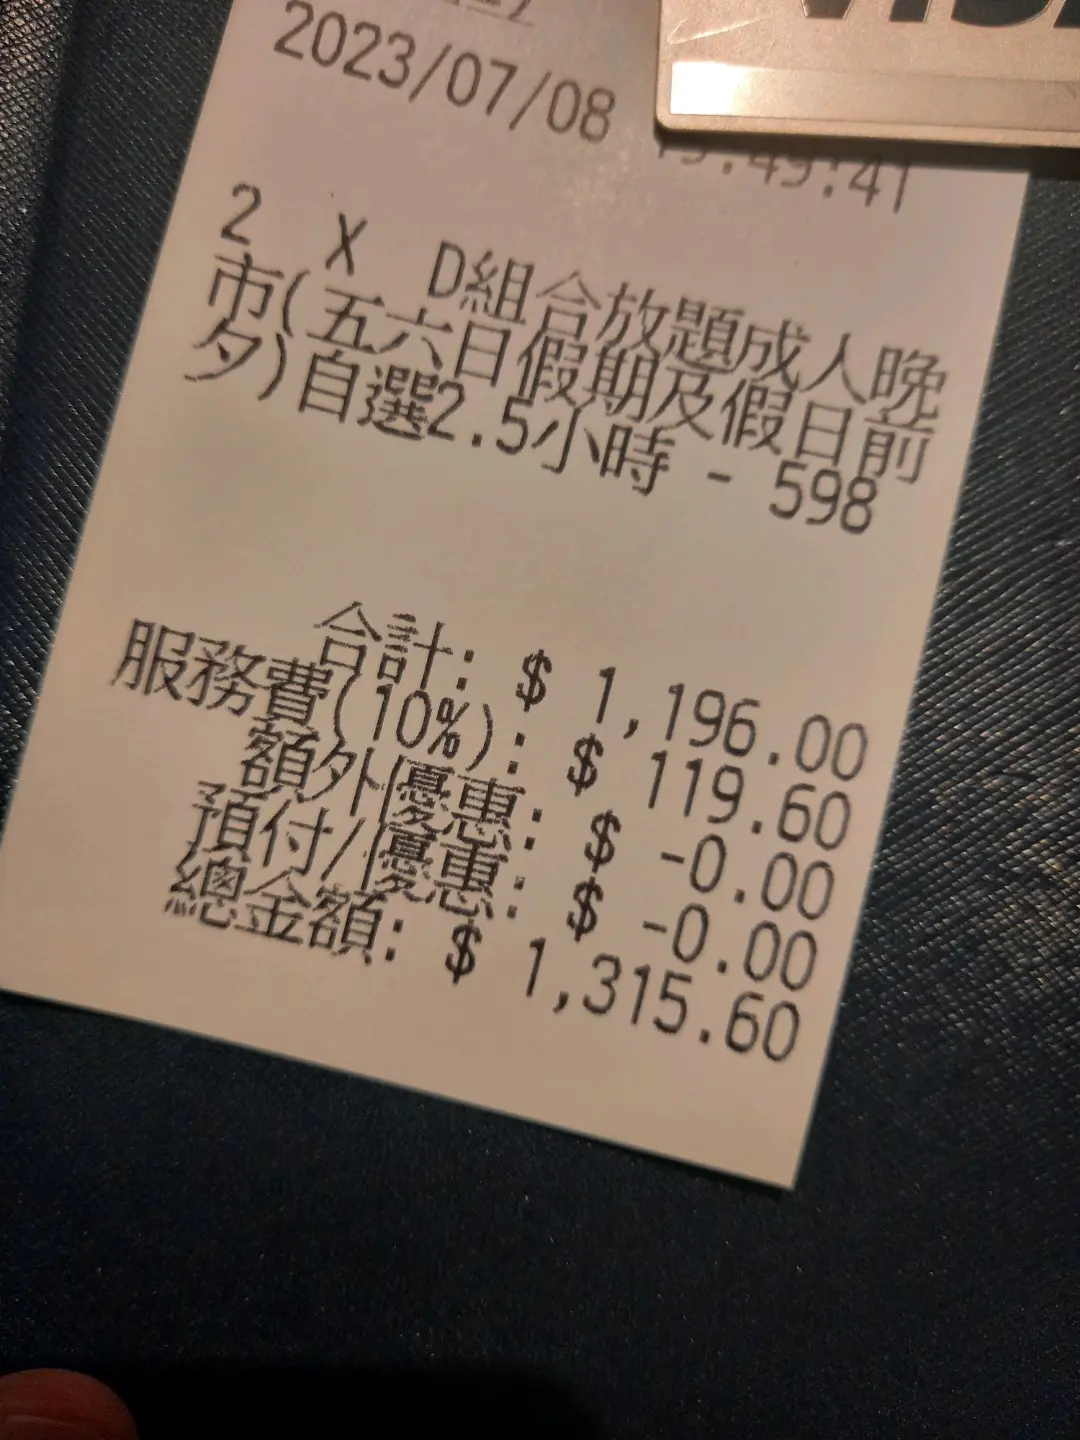 VISA
2023/07/08
:49:41
2 X D組合放題成人晚
市(五六日假期及假日前
夕)自選2.5小時 - 598
合計: $ 1,196.00
服務費(10%): $ 119.60
額外優惠: $ -0.00
預付/優惠: $ -0.00
總金額: $ 1,315.60